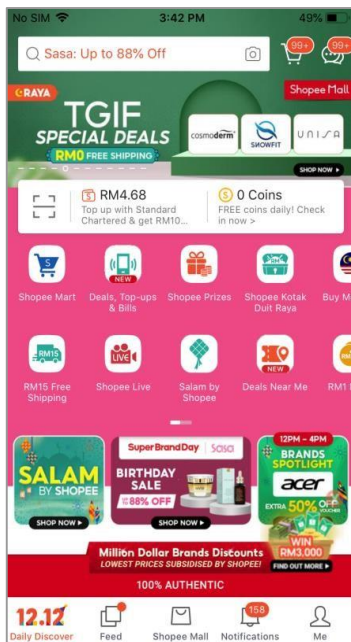 No SIM 3:42 PM 49%
Sasa: Up to 88% Off
99+ 99+
RAYA
Shopee Mall
TGIF
SPECIAL DEALS
RM0 FREE SHIPPING
cosmoderm SNOWFIT UNISA
SHOP NOW
RM4.68
Top up with Standard
Chartered & get RM10...
0 Coins
FREE coins daily! Check
in now >
S
NEW
Shopee Mart
Deals, Top-ups
& Bills
Shopee Prizes
Shopee Kotak
Duit Raya
Buy M
RM15
LIVE
NEW
RM15 Free
Shipping
Shopee Live
Salam by
Shopee
Deals Near Me
RM1
SALAM
BY SHOPEE
SHOP NOW
Super Brand Day Sasa
BIRTHDAY
SALE
88% OFF
SHOP NOW
12PM – 4PM
BRANDS
SPOTLIGHT
acer
EXTRA 50% OFF
VOUCHER
WIN
RM3,000
FIND OUT MORE
Million Dollar Brands Discounts
LOWEST PRICES SUBSIDISED BY SHOPEE!
100% AUTHENTIC
12.12
158
Daily Discover Feed Shopee Mall Notifications Me